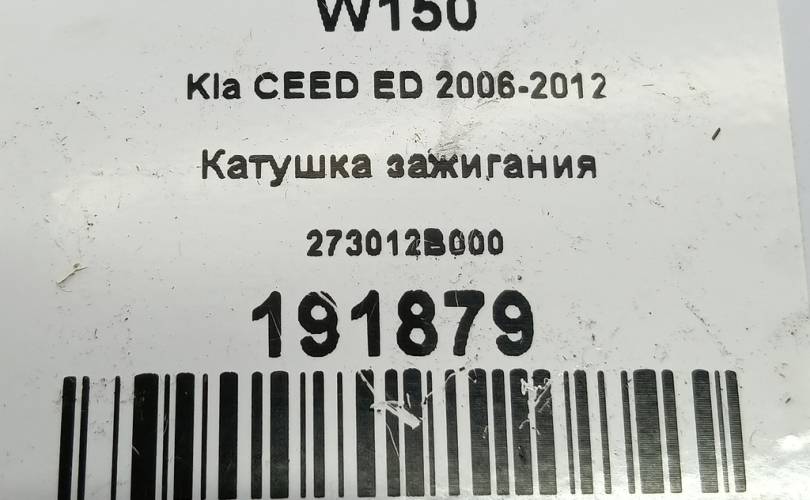 W150
Kia CEED ED 2006-2012
Катушка зажигания
273012B000
191879